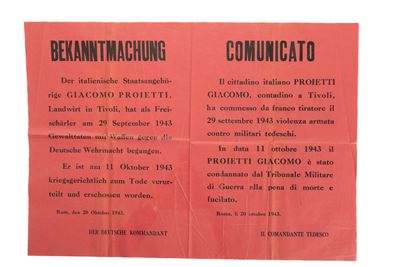 BEKANNTMACHUNG
Der italienische Staatsangehö-
rige GIACOMO PROIETTI,
Landwirt in Tivoli, hat als Frei-
schärler am 29 September 1943
Gewalttaten mit Waffen gegen die
Deutsche Wehrmacht begangen.
Er ist am 11 Oktober 1943
kriegsgerichtlich zum Tode verur-
teilt und erschossen worden.
Rom, den 20 Oktober 1943.
DER DEUTSCHE KOMMANDANT
COMUNICATO
Il cittadino italiano PROIETTI
GIACOMO, contadino a Tivoli,
ha commesso da franco tiratore il
29 settembre 1943 violenza armata
contro militari tedeschi.
In data 11 ottobre 1943 il
PROIETTI GIACOMO è stato
condannato dal Tribunale Militare
di Guerra alla pena di morte e
fucilato.
Roma, li 20 ottobre 1943.
IL COMANDANTE TEDESCO